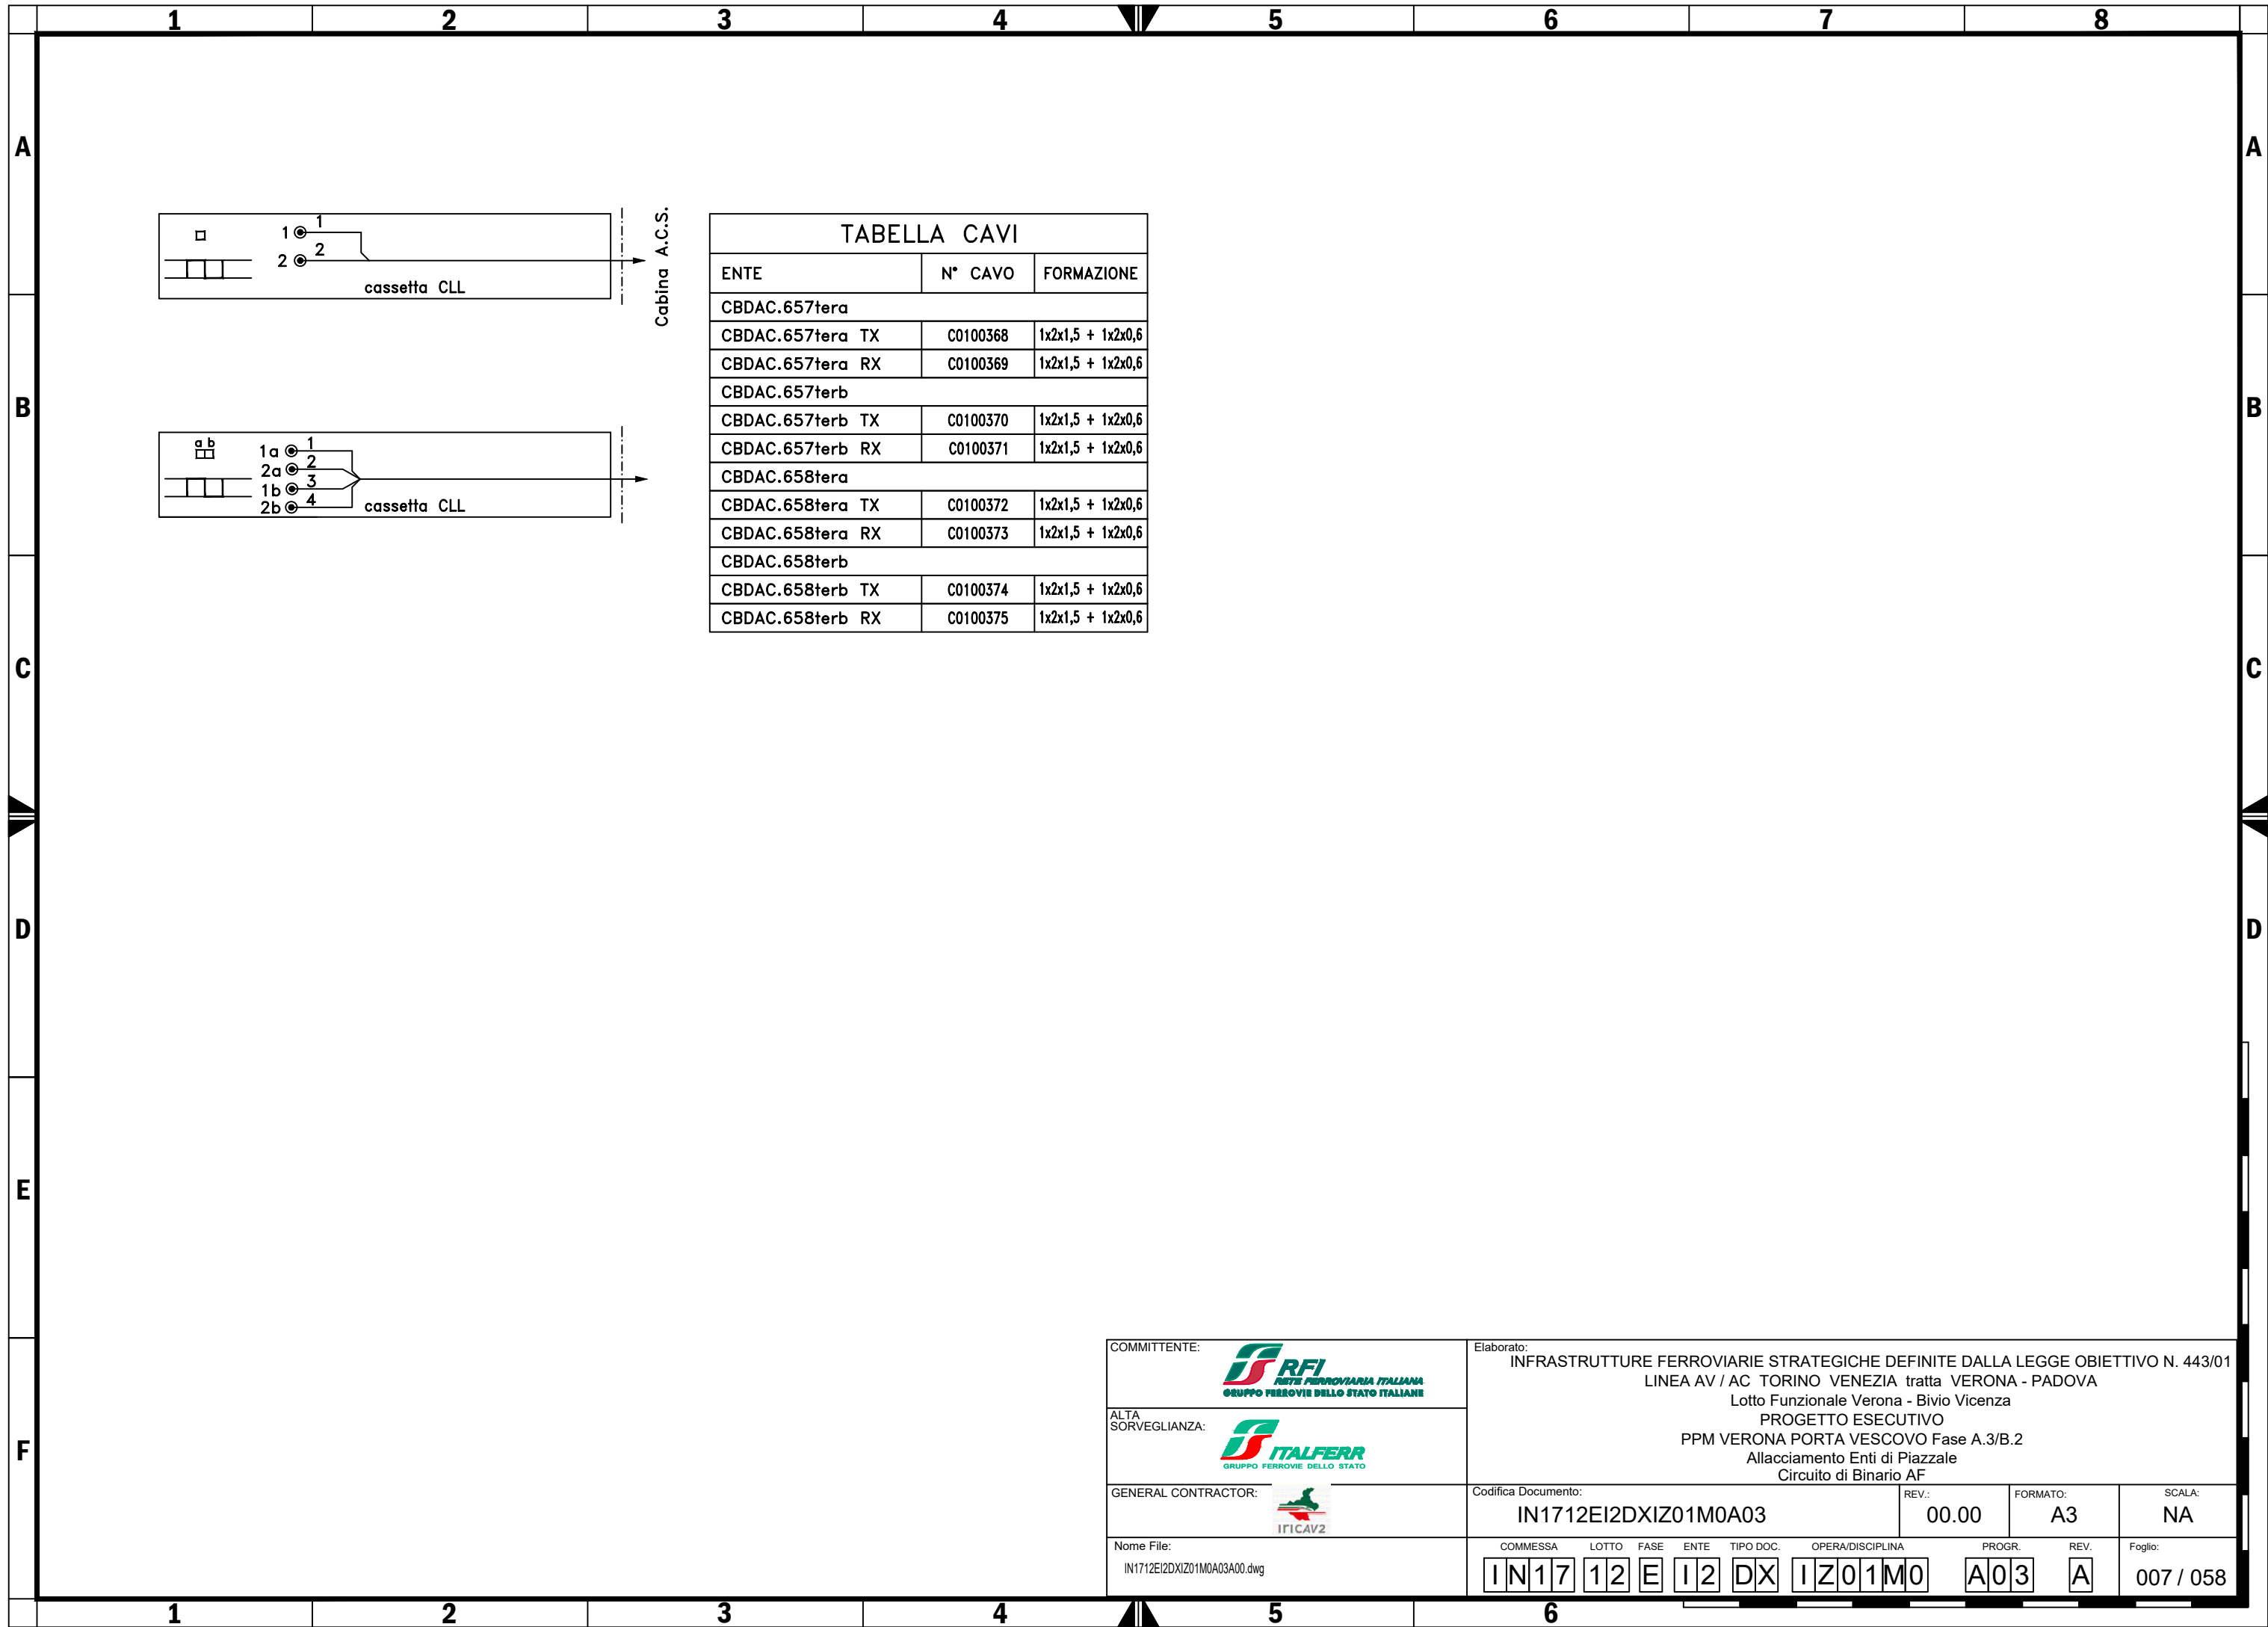 1 2 3 4 5 6 7 8
A A
B B
C C
D D
E
F
1 1
2 2
cassetta CLL
Cabina A.C.S.
a b
1a 1
2a 2
1b 3
2b 4
cassetta CLL
TABELLA CAVI
ENTE N° CAVO FORMAZIONE
CBDAC.657tera
CBDAC.657tera TX C0100368 1x2x1,5 + 1x2x0,6
CBDAC.657tera RX C0100369 1x2x1,5 + 1x2x0,6
CBDAC.657terb
CBDAC.657terb TX C0100370 1x2x1,5 + 1x2x0,6
CBDAC.657terb RX C0100371 1x2x1,5 + 1x2x0,6
CBDAC.658tera
CBDAC.658tera TX C0100372 1x2x1,5 + 1x2x0,6
CBDAC.658tera RX C0100373 1x2x1,5 + 1x2x0,6
CBDAC.658terb
CBDAC.658terb TX C0100374 1x2x1,5 + 1x2x0,6
CBDAC.658terb RX C0100375 1x2x1,5 + 1x2x0,6
COMMITTENTE:
RFI
RETE FERROVIARIA ITALIANA
GRUPPO FERROVIE DELLO STATO ITALIANE
ALTA
SORVEGLIANZA:
ITALFERR
GRUPPO FERROVIE DELLO STATO
GENERAL CONTRACTOR:
IrICAV2
Nome File:
IN1712EI2DXIZ01M0A03A00.dwg
Elaborato:
INFRASTRUTTURE FERROVIARIE STRATEGICHE DEFINITE DALLA LEGGE OBIETTIVO N. 443/01
LINEA AV / AC TORINO VENEZIA tratta VERONA - PADOVA
Lotto Funzionale Verona - Bivio Vicenza
PROGETTO ESECUTIVO
PPM VERONA PORTA VESCOVO Fase A.3/B.2
Allacciamento Enti di Piazzale
Circuito di Binario AF
Codifica Documento: REV.: FORMATO: SCALA:
IN1712EI2DXIZ01M0A03 00.00 A3 NA
COMMESSA LOTTO FASE ENTE TIPO DOC. OPERA/DISCIPLINA PROGR. REV. Foglio:
IN17 12 E I2 DX IZ01M0 A03 A 007 / 058
1 2 3 4 5 6